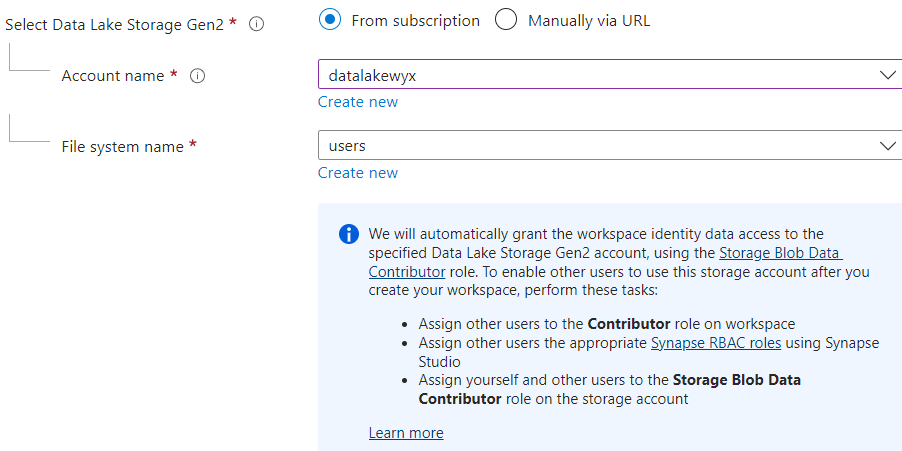 Select Data Lake Storage Gen2 *
From subscription
Manually via URL
Account name *
datalakewyx
Create new
File system name *
users
Create new
We will automatically grant the workspace identity data access to the
specified Data Lake Storage Gen2 account, using the Storage Blob Data
Contributor role. To enable other users to use this storage account after you
create your workspace, perform these tasks:
• Assign other users to the Contributor role on workspace
• Assign other users the appropriate Synapse RBAC roles using Synapse
Studio
• Assign yourself and other users to the Storage Blob Data
Contributor role on the storage account
Learn more